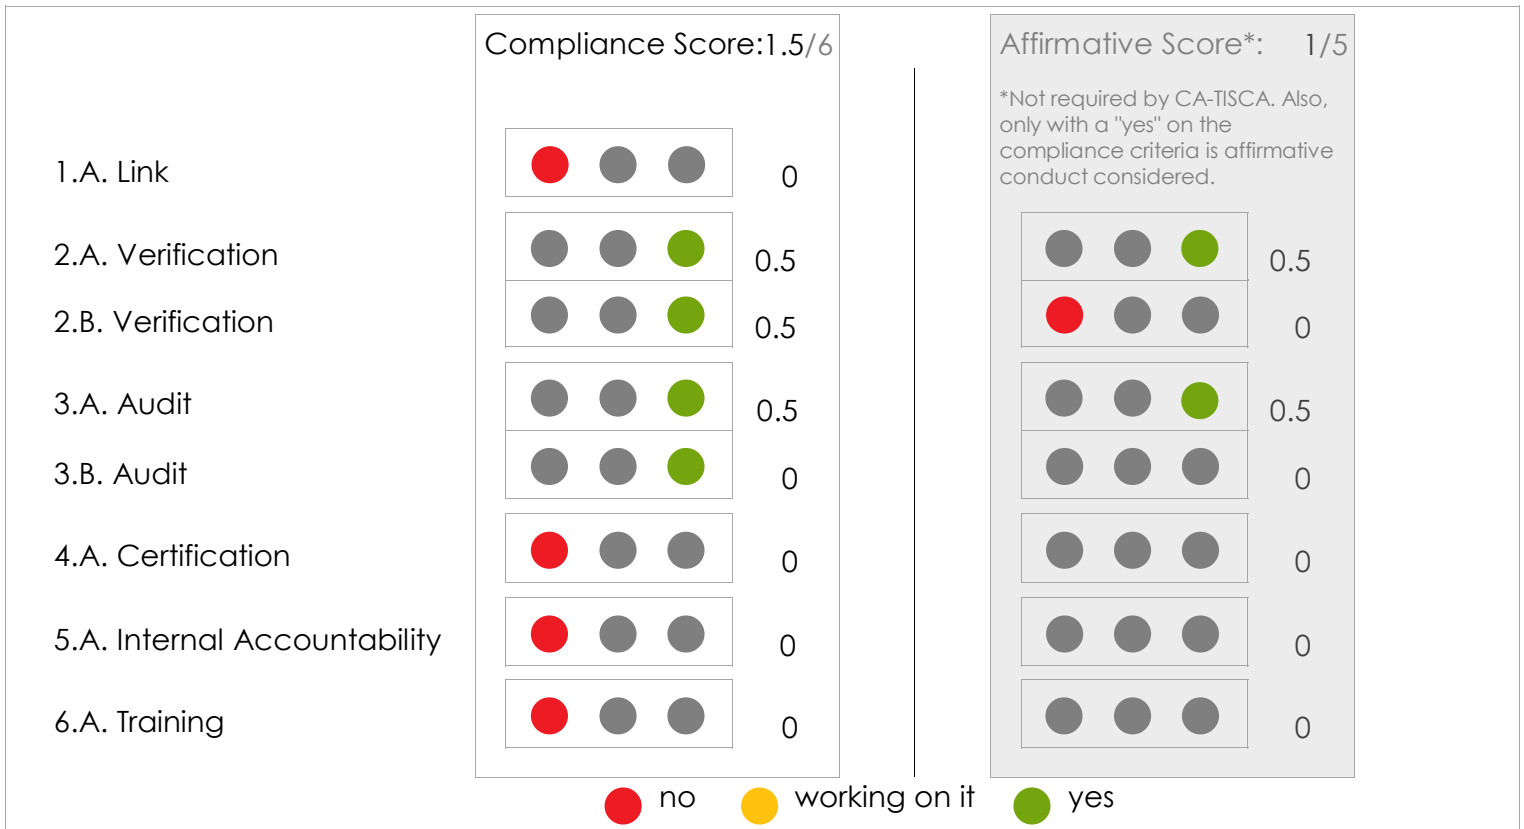 Compliance Score:1.5/6
Affirmative Score*: 1/5
*Not required by CA-TISCA. Also,
only with a "yes" on the
compliance criteria is affirmative
conduct considered.
1.A. Link 0
2.A. Verification 0.5 0.5
2.B. Verification 0.5 0
3.A. Audit 0.5 0.5
3.B. Audit 0 0
4.A. Certification 0 0
5.A. Internal Accountability 0 0
6.A. Training 0 0
no working on it yes